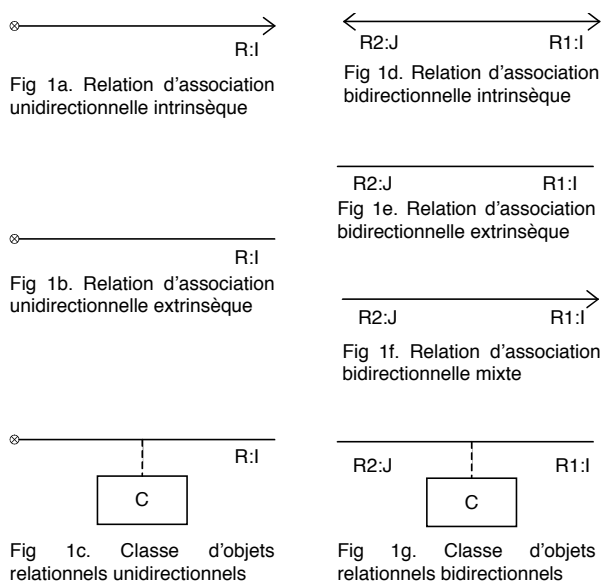 R:I
Fig 1a. Relation d'association
unidirectionnelle intrinsèque
R:I
Fig 1b. Relation d'association
unidirectionnelle extrinsèque
R:I
C
Fig 1c. Classe d'objets
relationnels unidirectionnels
R2:J R1:I
Fig 1d. Relation d'association
bidirectionnelle intrinsèque
R2:J R1:I
Fig 1e. Relation d'association
bidirectionnelle extrinsèque
R2:J R1:I
Fig 1f. Relation d'association
bidirectionnelle mixte
R2:J R1:I
C
Fig 1g. Classe d'objets
relationnels bidirectionnels